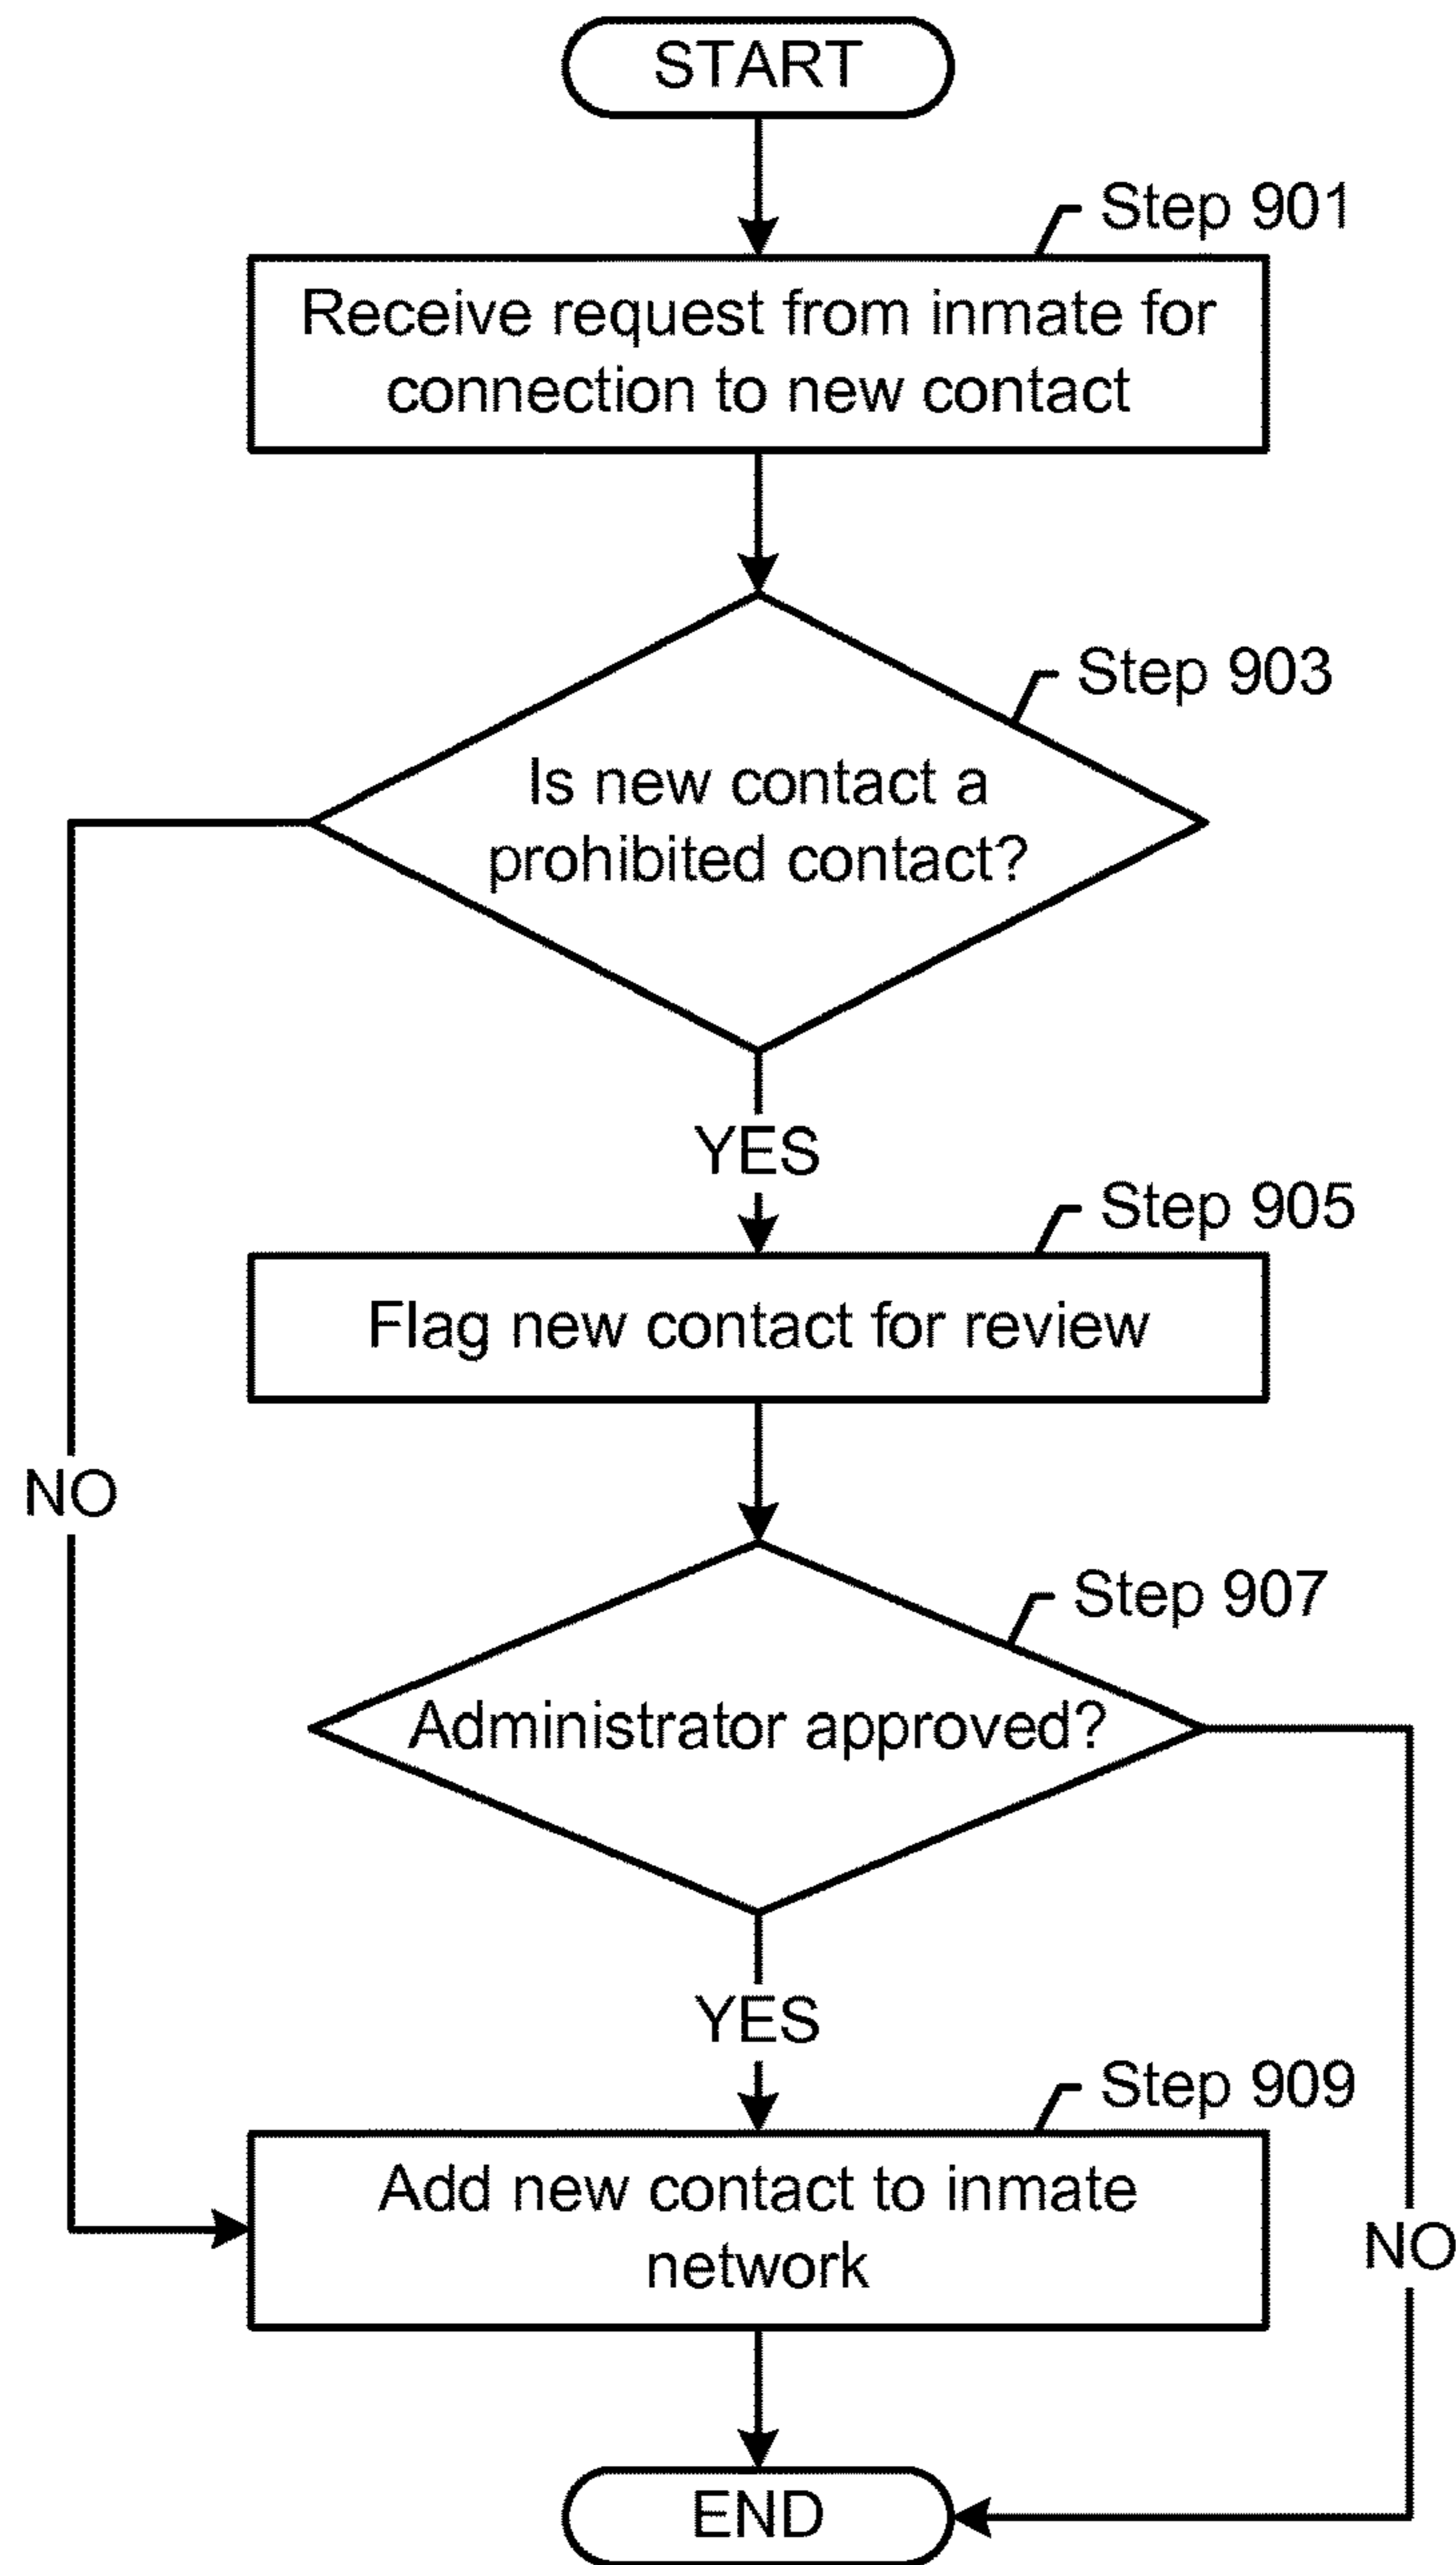 START
Step 901
Receive request from inmate for
connection to new contact
Step 903
Is new contact a
prohibited contact?
YES
Step 905
Flag new contact for review
NO
Step 907
Administrator approved?
YES
Step 909
Add new contact to inmate
network
NO
END